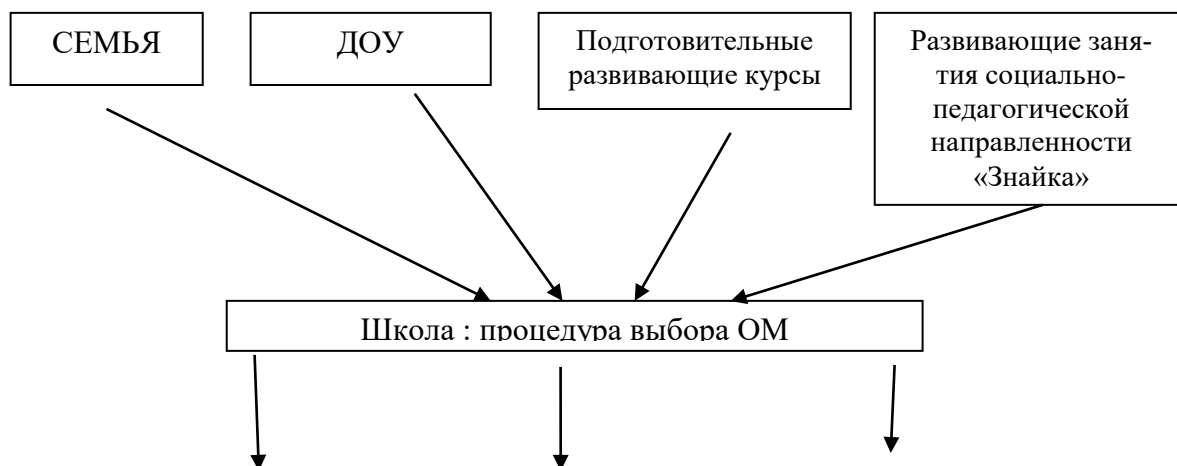 СЕМЬЯ
ДОУ
Подготовительные
развивающие курсы
Развивающие заня-
тия социально-
педагогической
направленности
«Знайка»
Школа : процедура выбора ОМ